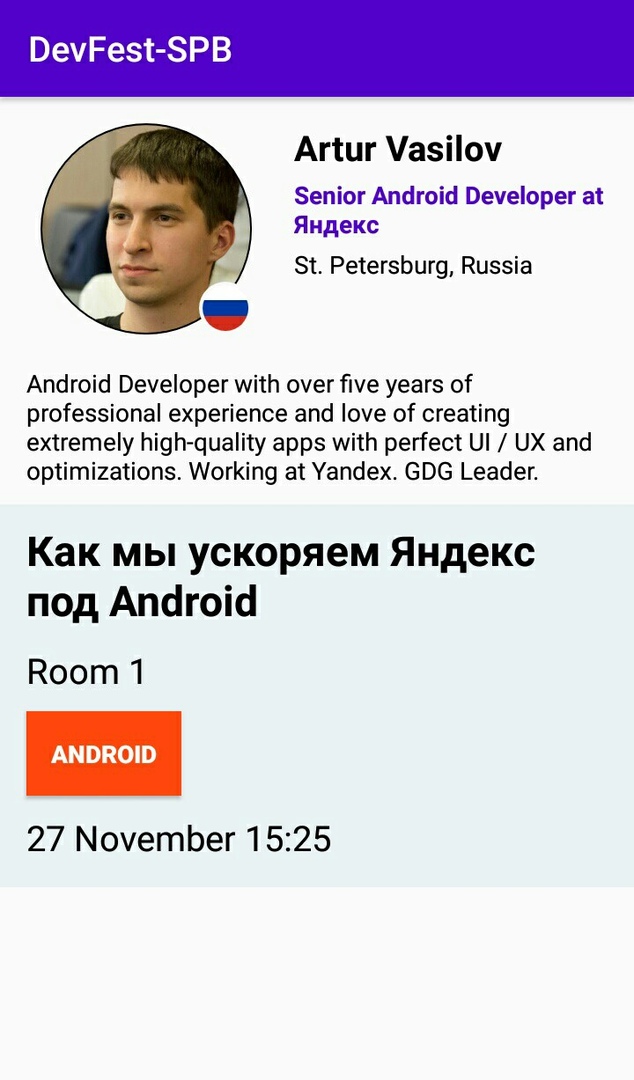 DevFest-SPB
Artur Vasilov
Senior Android Developer at
Яндекс
St. Petersburg, Russia
Android Developer with over five years of
professional experience and love of creating
extremely high-quality apps with perfect UI / UX and
optimizations. Working at Yandex. GDG Leader.
Как мы ускоряем Яндекс
под Android
Room 1
ANDROID
27 November 15:25